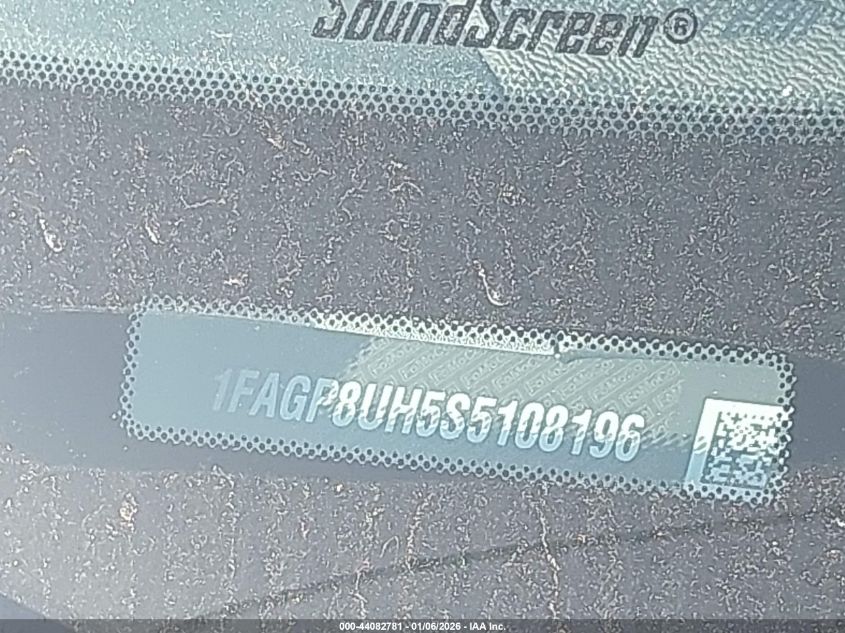 SoundScreen®
1FAGP8UH5S5108196
000-44082781 - 01/06/2026 - IAA Inc.